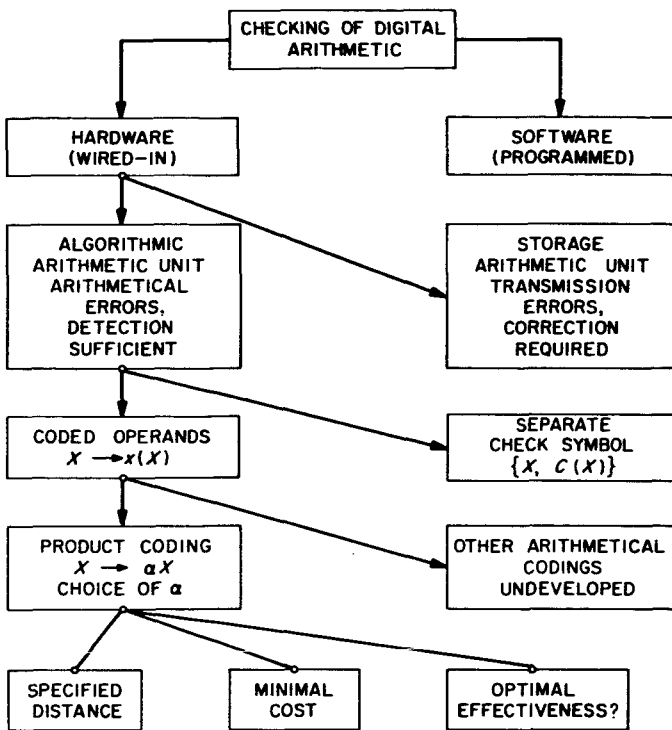 CHECKING OF DIGITAL
ARITHMETIC
HARDWARE
(WIRED-IN)
SOFTWARE
(PROGRAMMED)
ALGORITHMIC
ARITHMETIC UNIT
ARITHMETICAL
ERRORS,
DETECTION
SUFFICIENT
STORAGE
ARITHMETIC UNIT
TRANSMISSION
ERRORS,
CORRECTION
REQUIRED
CODED OPERANDS
X → x(X)
SEPARATE
CHECK SYMBOL
{X, C(X)}
PRODUCT CODING
X → αX
CHOICE OF α
OTHER ARITHMETICAL
CODINGS
UNDEVELOPED
SPECIFIED
DISTANCE
MINIMAL
COST
OPTIMAL
EFFECTIVENESS?